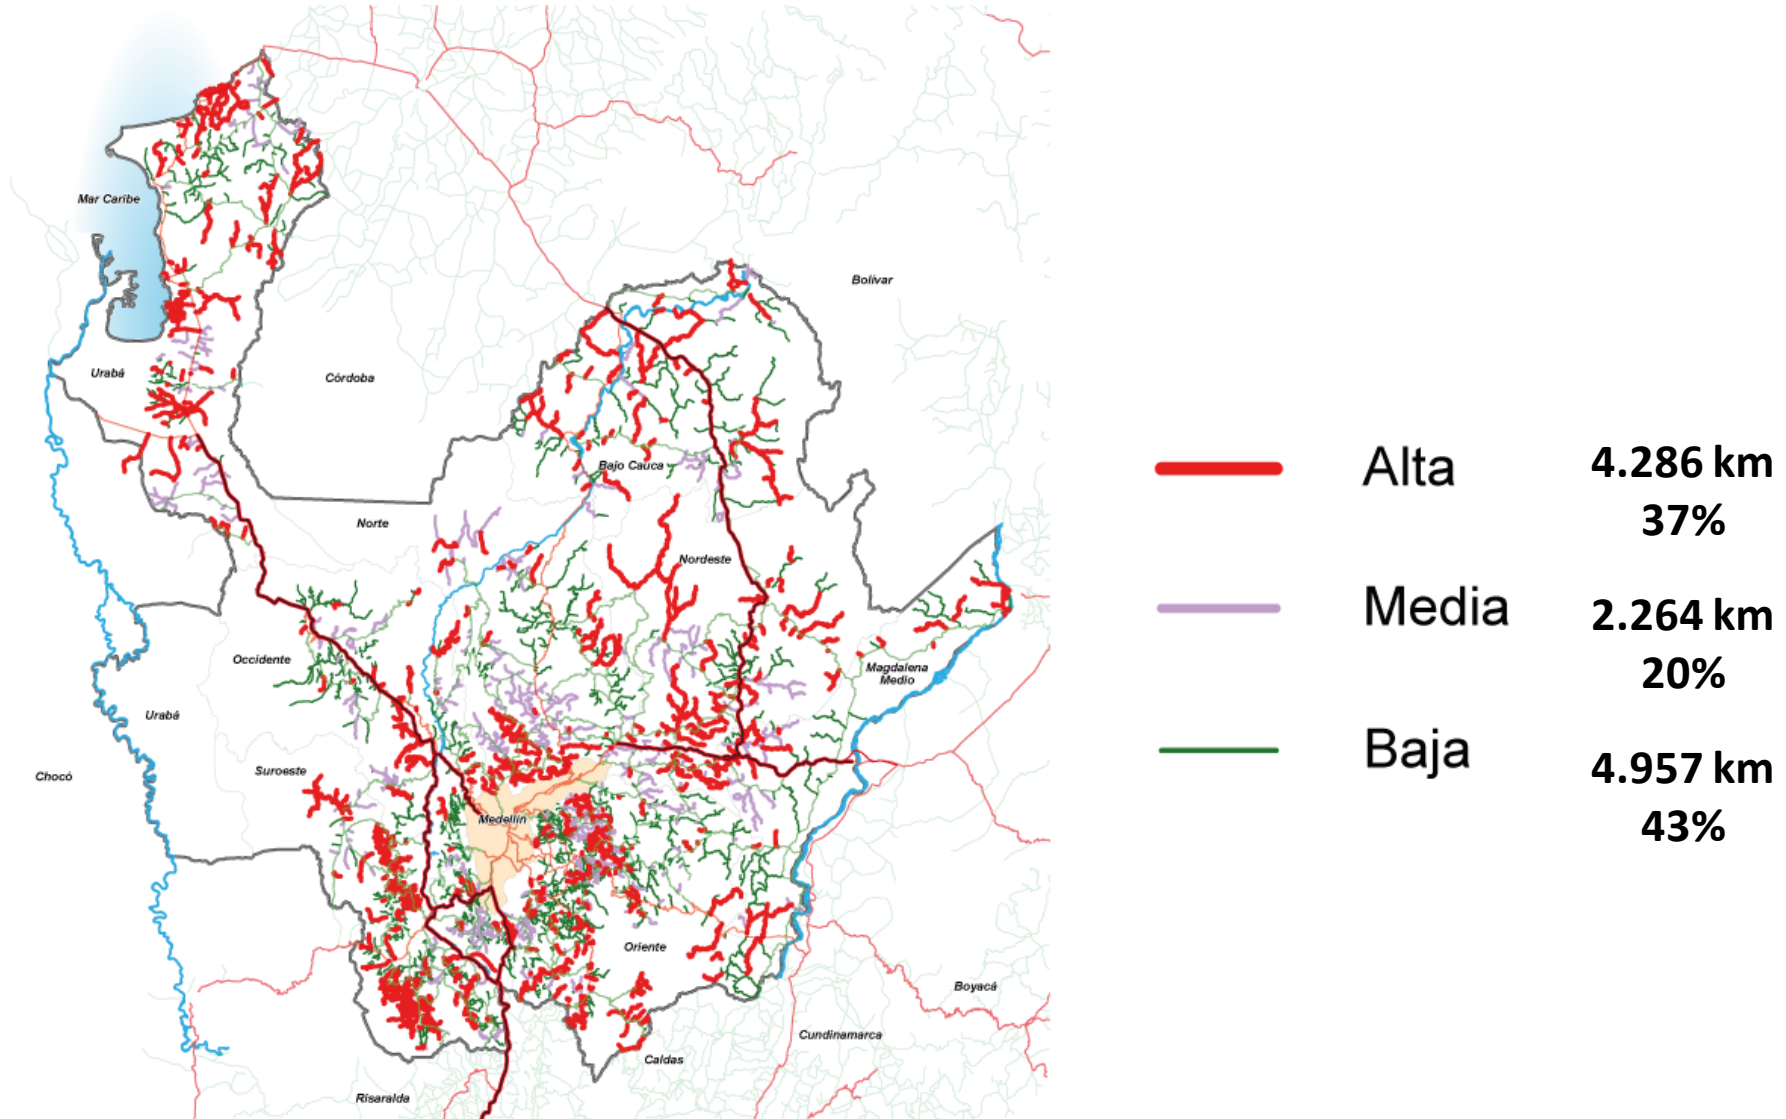 Mar Caribe
Bolívar
Urabá
Córdoba
Bajo Cauca
Norte
Nordeste
Occidente
Magdalena
Medio
Urabá
Chocó
Suroeste
Medellín
Oriente
Boyacá
Cundinamarca
Caldas
Risaralda
Alta
4.286 km
37%
Media
2.264 km
20%
Baja
4.957 km
43%